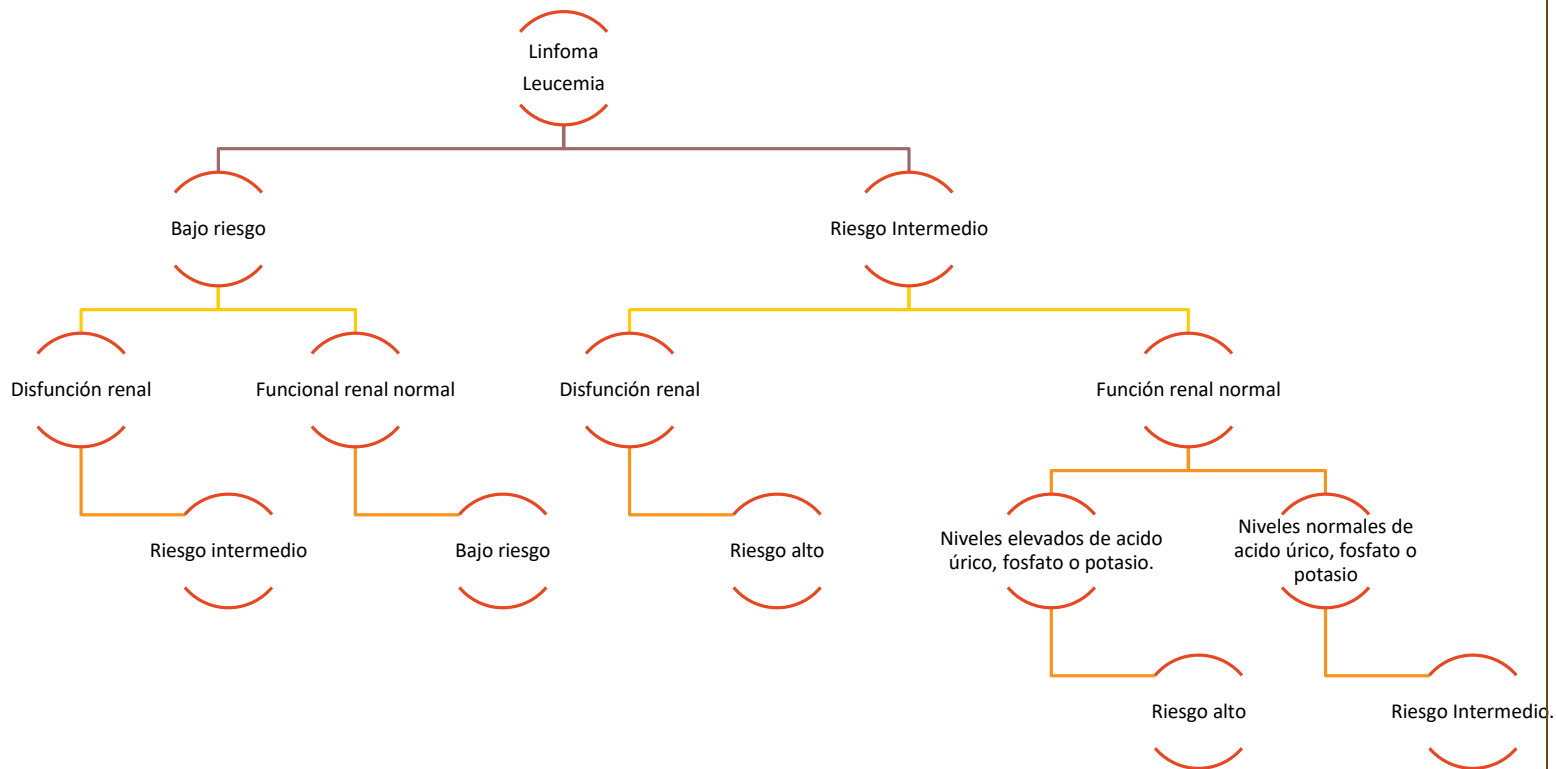 Linfoma
Leucemia
Bajo riesgo
Riesgo Intermedio
Disfunción renal
Funcional renal normal
Disfunción renal
Función renal normal
Riesgo intermedio
Bajo riesgo
Riesgo alto
Niveles elevados de acido
úrico, fosfato o potasio.
Niveles normales de
acido úrico, fosfato o
potasio
Riesgo alto
Riesgo Intermedio.